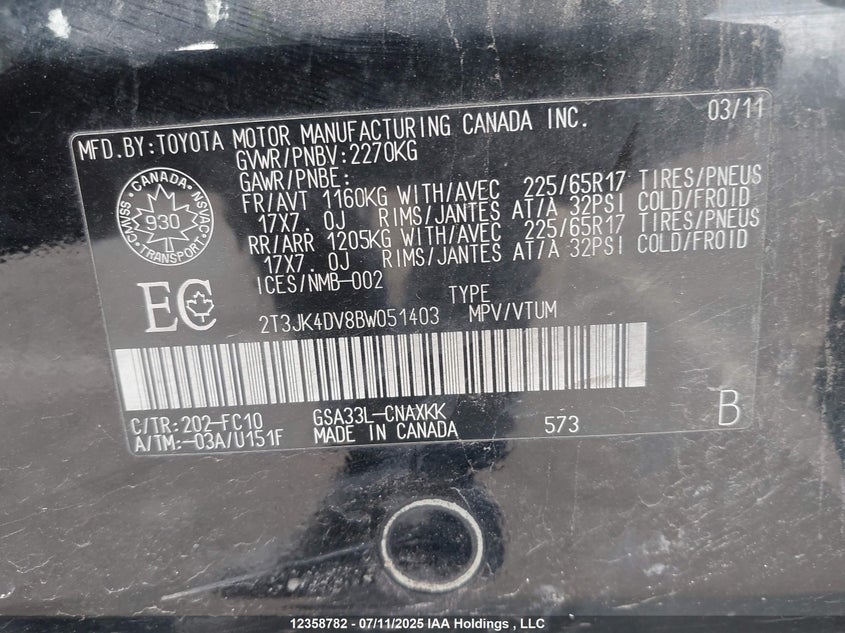 MFD.BY:TOYOTA MOTOR MANUFACTURING CANADA INC. 03/11
GVWR/PNBV:2270KG
GAWR/PNBE:
FR/AVT 1160KG WITH/AVEC 225/65R17 TIRES/PNEUS
17X7.0J RIMS/JANTES AT/A 32PSI COLD/FROID
RR/ARR 1205KG WITH/AVEC 225/65R17 TIRES/PNEUS
17X7.0J RIMS/JANTES AT/A 32PSI COLD/FROID
ICES/NMB-002
CANADA
CMVSS 930 NSVAC
TRANSPORT
EC
TYPE
2T3JK4DV8BW051403 MPV/VTUM
C/TR:202-FC10 GSA33L-CNAXKK
A/TM:-03A/U151F MADE IN CANADA 573 B
12358782 - 07/11/2025 IAA Holdings , LLC